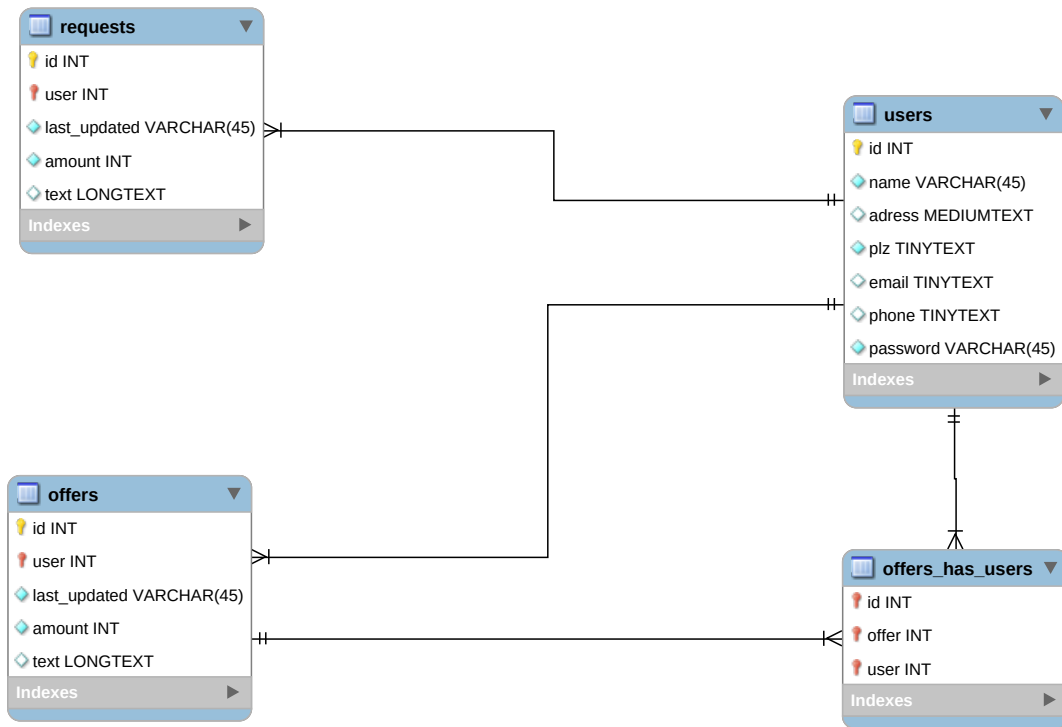 requests
id INT
user INT
last_updated VARCHAR(45)
amount INT
text LONGTEXT
Indexes
users
id INT
name VARCHAR(45)
adress MEDIUMTEXT
plz TINYTEXT
email TINYTEXT
phone TINYTEXT
password VARCHAR(45)
Indexes
offers
id INT
user INT
last_updated VARCHAR(45)
amount INT
text LONGTEXT
Indexes
offers_has_users
id INT
offer INT
user INT
Indexes